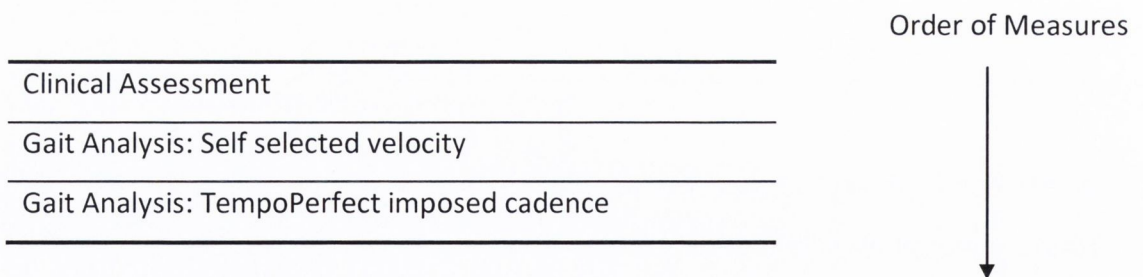 Order of Measures
Clinical Assessment
Gait Analysis: Self selected velocity
Gait Analysis: TempoPerfect imposed cadence